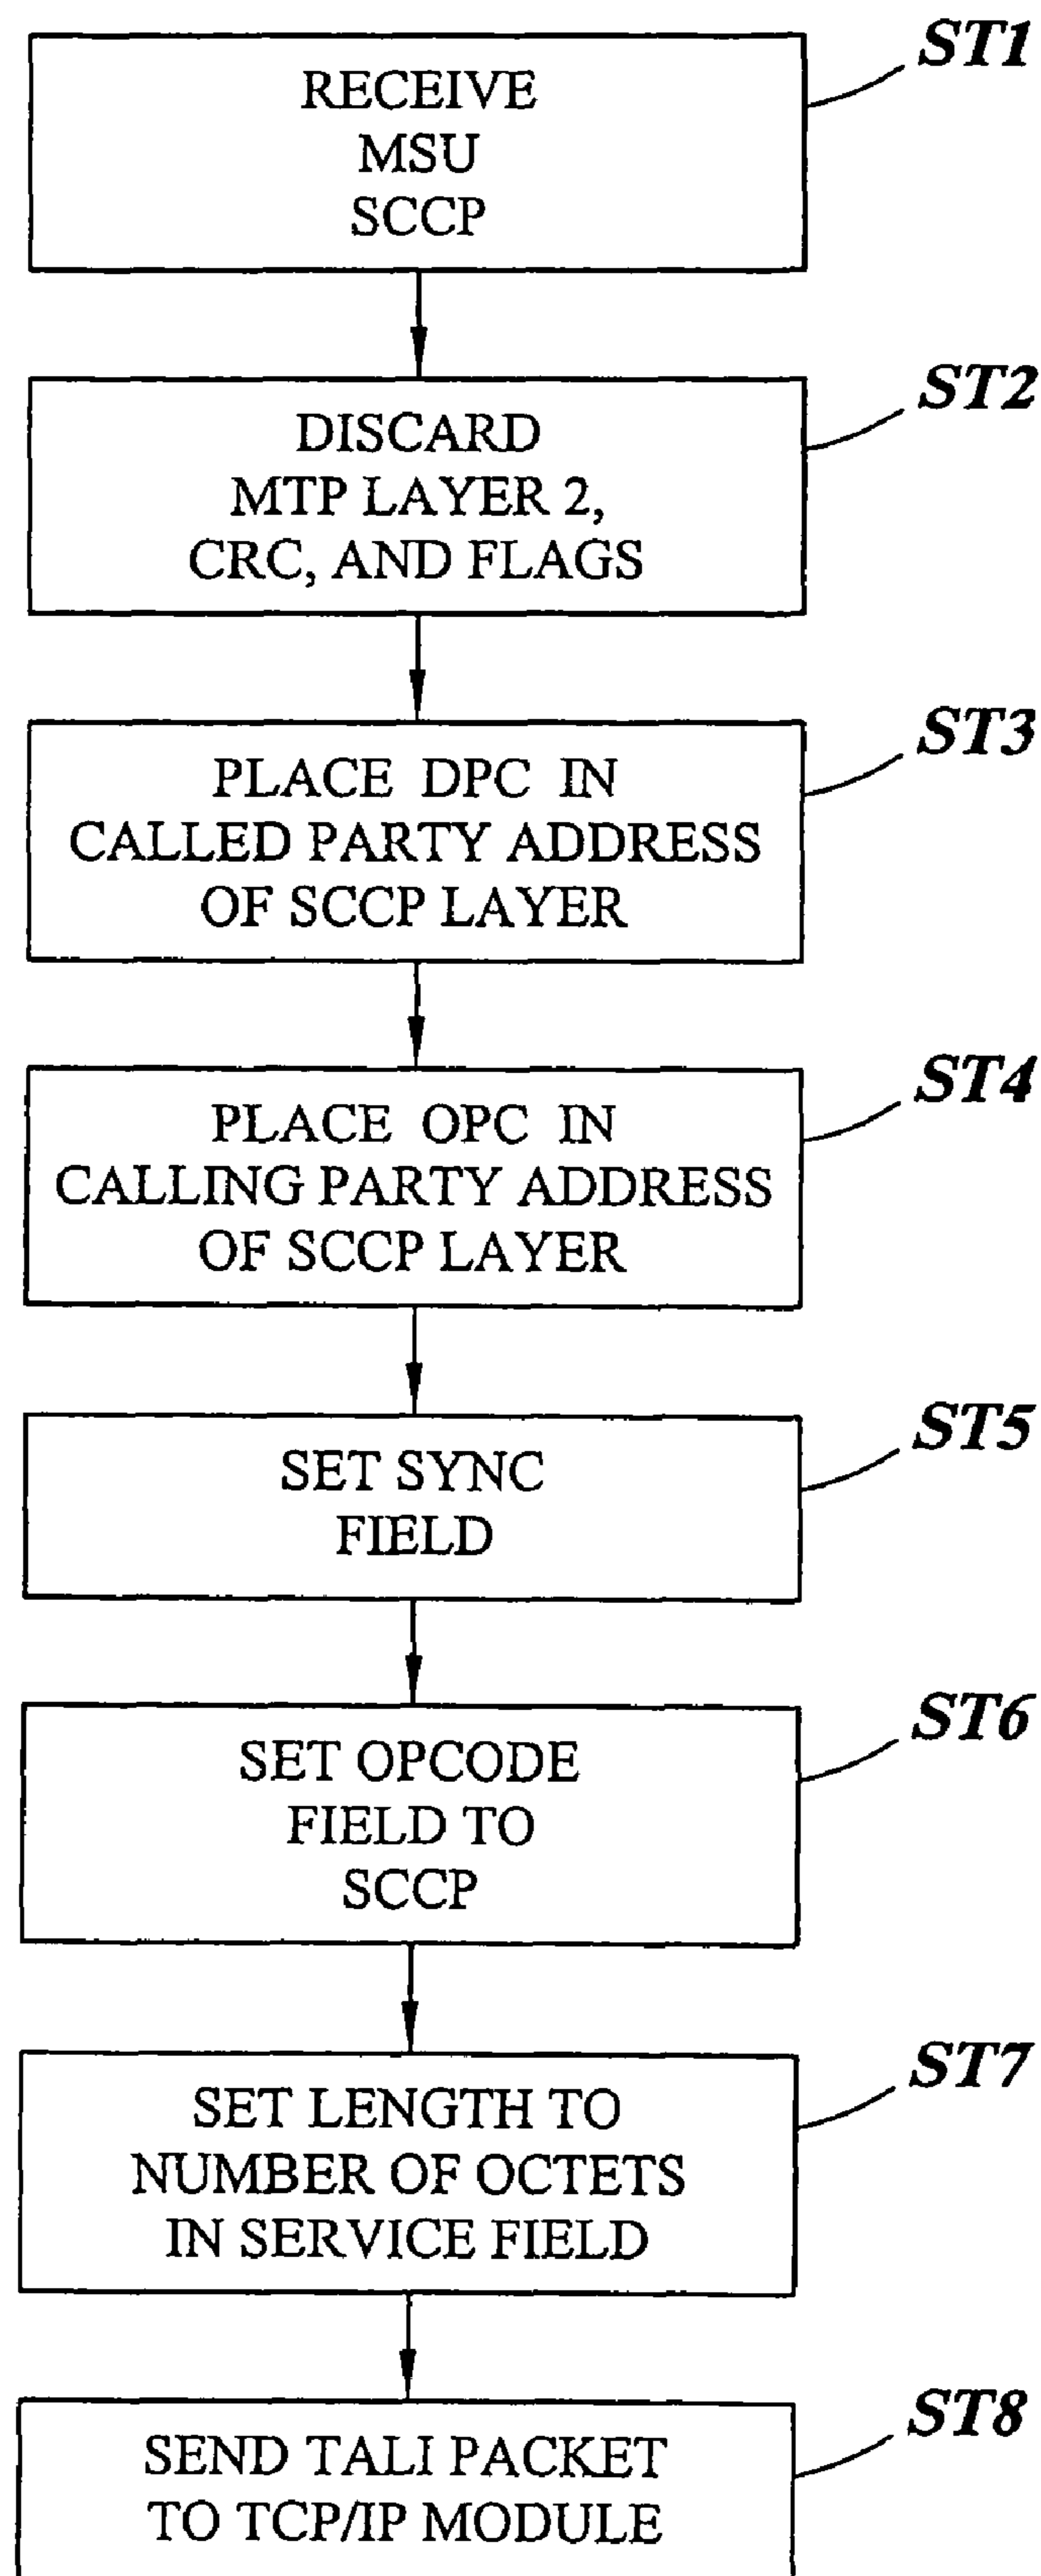 ST1
RECEIVE
MSU
SCCP
ST2
DISCARD
MTP LAYER 2,
CRC, AND FLAGS
ST3
PLACE DPC IN
CALLED PARTY ADDRESS
OF SCCP LAYER
ST4
PLACE OPC IN
CALLING PARTY ADDRESS
OF SCCP LAYER
ST5
SET SYNC
FIELD
ST6
SET OPCODE
FIELD TO
SCCP
ST7
SET LENGTH TO
NUMBER OF OCTETS
IN SERVICE FIELD
ST8
SEND TALI PACKET
TO TCP/IP MODULE